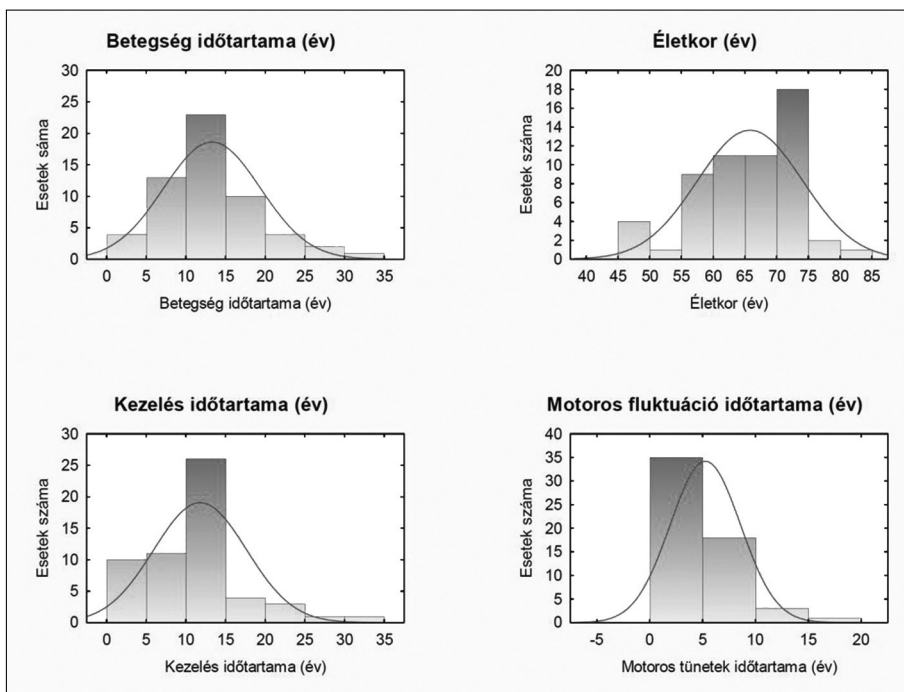 Betegség időtartama (év)
30
25
20
15
10
5
0
Esetek sáma
0 5 10 15 20 25 30 35
Betegség időtartama (év)
Életkor (év)
20
18
16
14
12
10
8
6
4
2
0
Esetek száma
40 45 50 55 60 65 70 75 80 85
Életkor (év)
Kezelés időtartama (év)
30
25
20
15
10
5
0
Esetek száma
0 5 10 15 20 25 30 35
Kezelés időtartama (év)
Motoros fluktuáció időtartama (év)
40
35
30
25
20
15
10
5
0
Esetek száma
-5 0 5 10 15 20
Motoros tünetek időtartama (év)